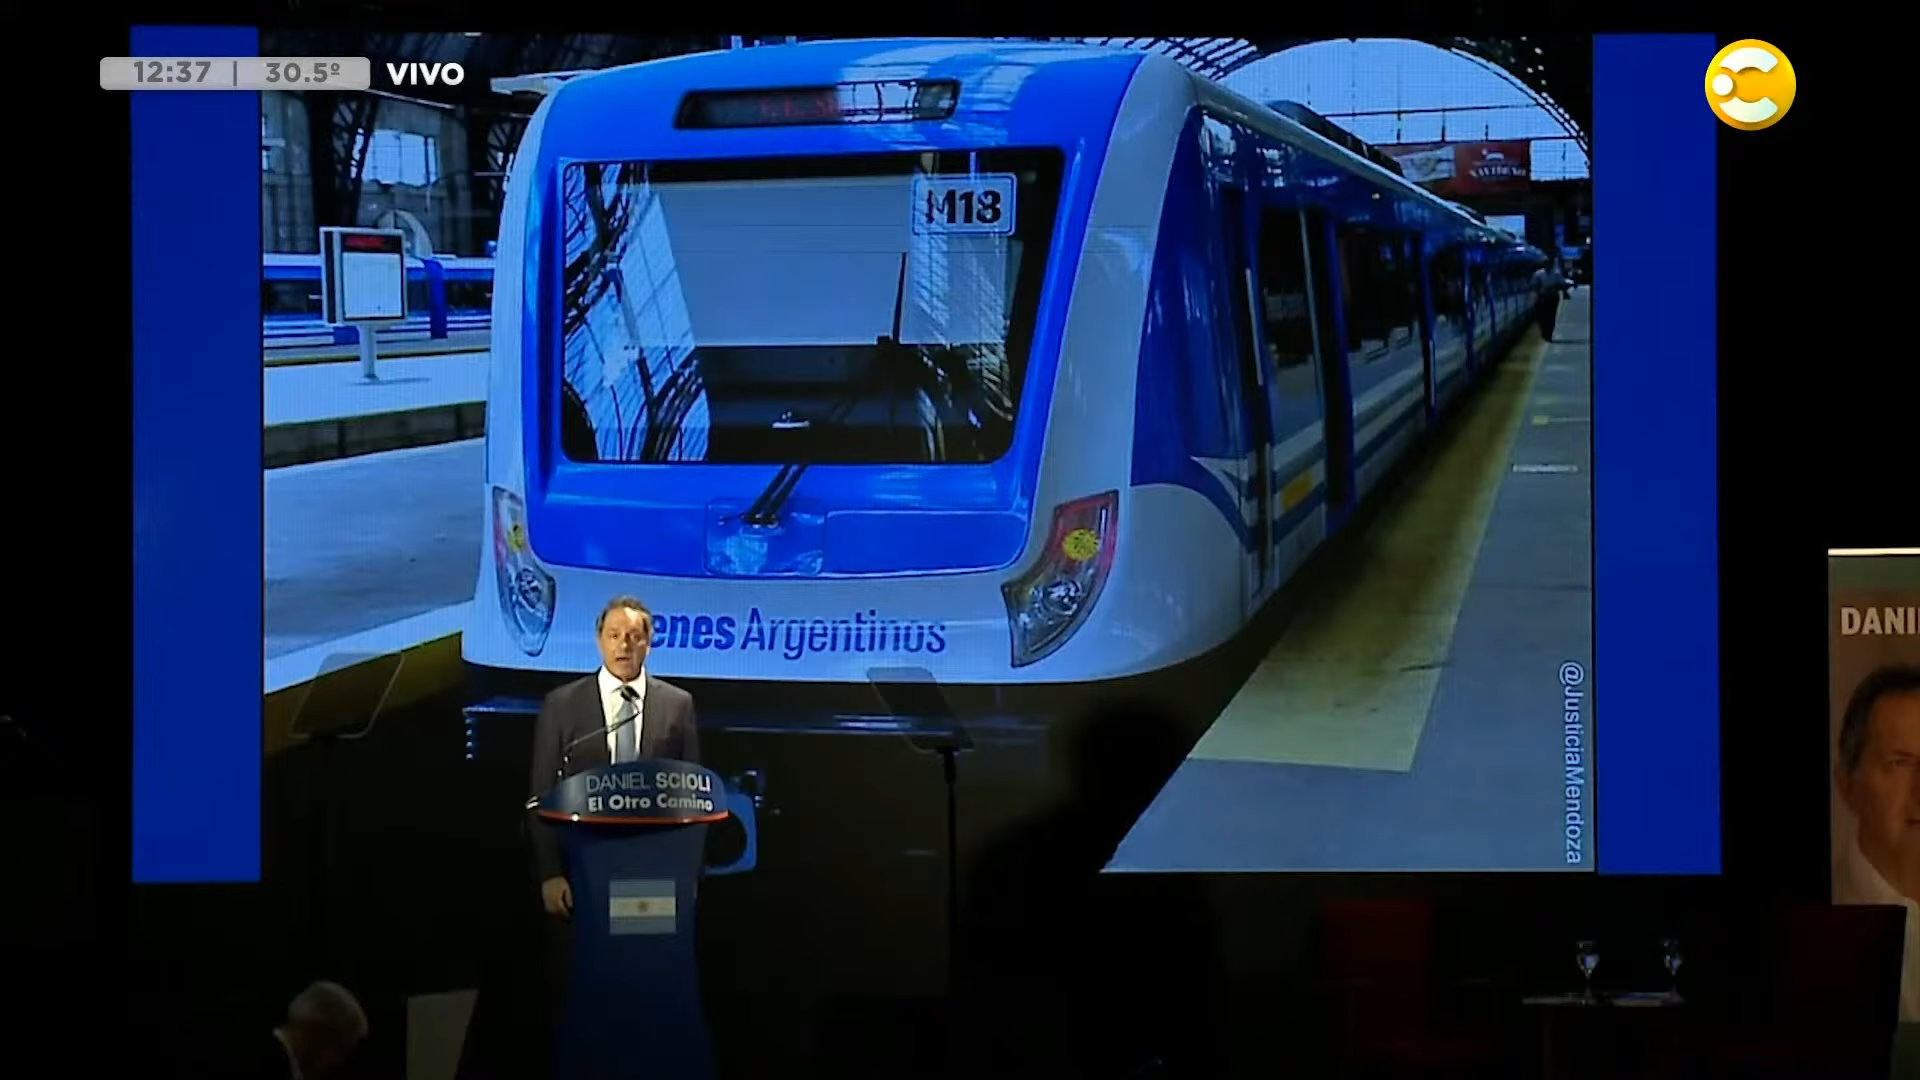 12:37 | 30.5º VIVO
M18
enes Argentinos
@JusticiaMendoza
DANIEL SCIOLI
El Otro Camino
DANI